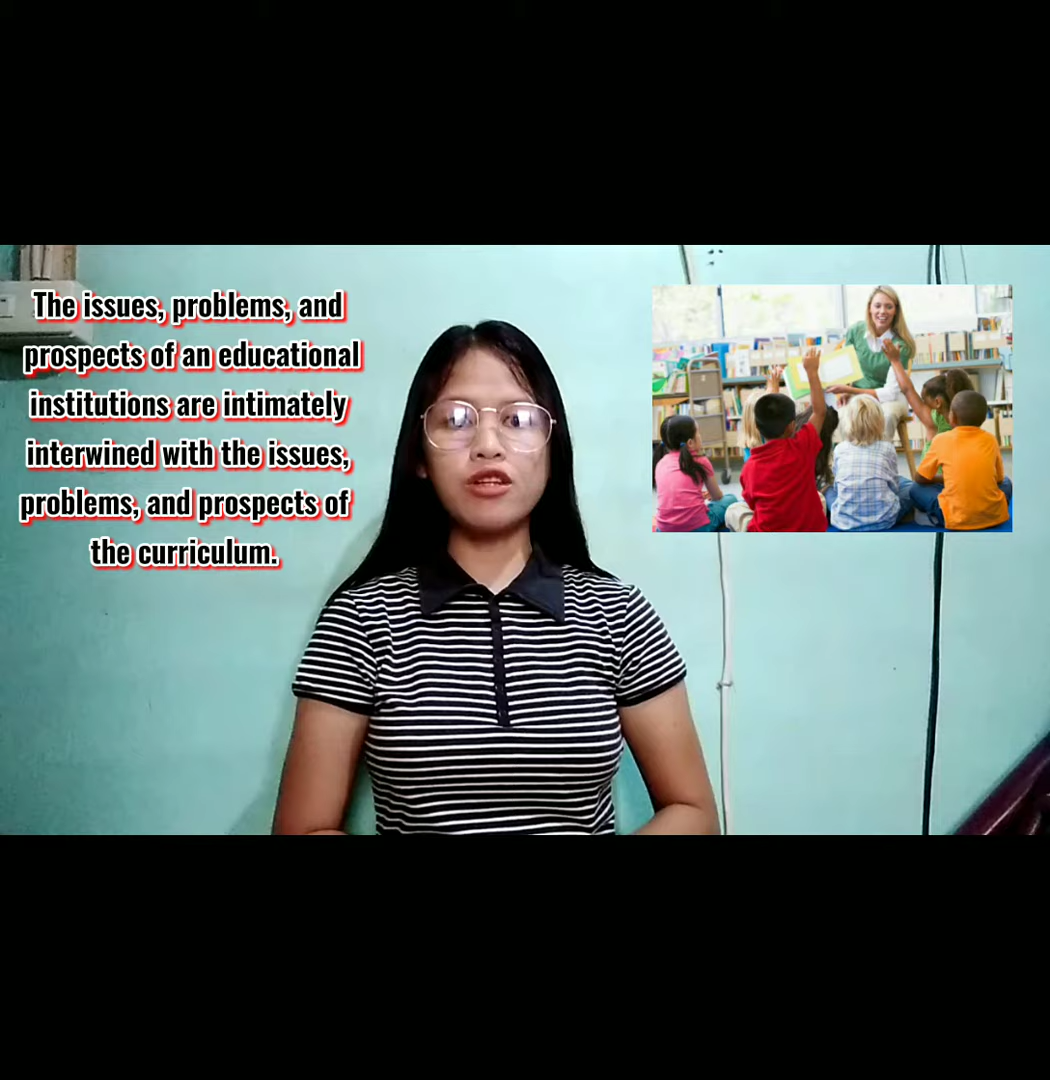 The issues, problems, and
prospects of an educational
institutions are intimately
interwined with the issues,
problems, and prospects of
the curriculum.